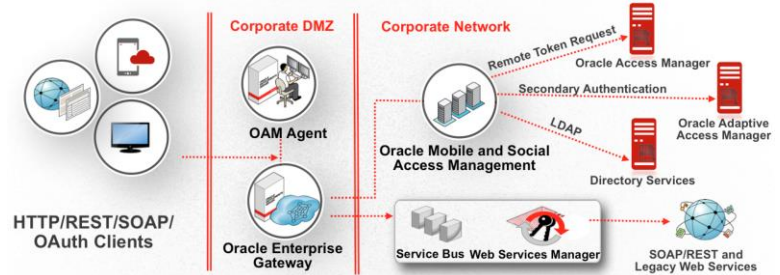 Corporate DMZ
Corporate Network
Remote Token Request
Oracle Access Manager
Secondary Authentication
OAM Agent
Oracle Adaptive
Access Manager
Oracle Mobile and Social
Access Management
LDAP
Directory Services
HTTP/REST/SOAP/
OAuth Clients
Oracle Enterprise
Gateway
Service Bus
Web Services Manager
SOAP/REST and
Legacy Web Services